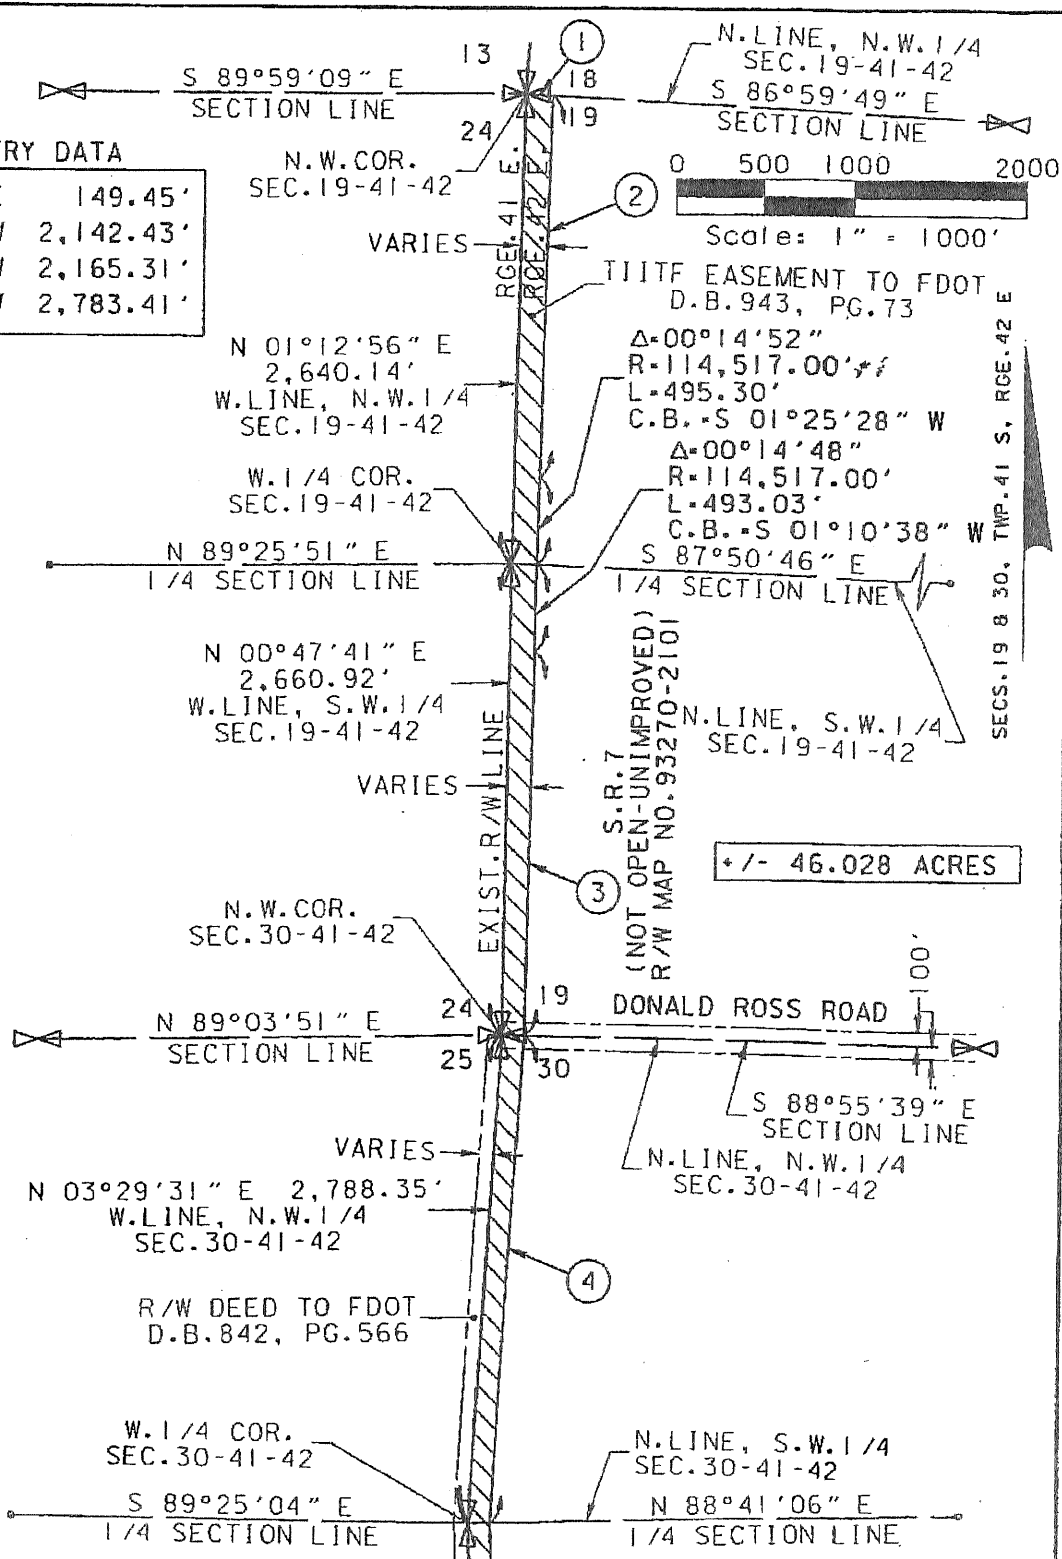 13
1
18
N.LINE, N.W.1/4
SEC.19-41-42
S 89°59'09" E
SECTION LINE
S 86°59'49" E
SECTION LINE
24
19
RY DATA
149.45'
2,142.43'
2,165.31'
2,783.41'
N.W.COR.
SEC.19-41-42
0 500 1000 2000
Scale: 1" = 1000'
2
VARIES
RGE.41 E.
RGE.42 E.
TIITF EASEMENT TO FDOT
D.B.943, PG.73
N 01°12'56" E
2,640.14'
W.LINE, N.W.1/4
SEC.19-41-42
Δ=00°14'52"
R=114,517.00'
L=495.30'
C.B.=S 01°25'28" W
Δ=00°14'48"
R=114,517.00'
L=493.03'
C.B.=S 01°10'38" W
SECS.19 & 30, TWP.41 S, RGE.42 E
W.1/4 COR.
SEC.19-41-42
N 89°25'51" E
1/4 SECTION LINE
S 87°50'46" E
1/4 SECTION LINE
N 00°47'41" E
2,660.92'
W.LINE, S.W.1/4
SEC.19-41-42
N.LINE, S.W.1/4
SEC.19-41-42
VARIES
EXIST.R/W LINE
S.R.7
(NOT OPEN-UNIMPROVED)
R/W MAP NO.93270-2101
+/- 46.028 ACRES
3
N.W.COR.
SEC.30-41-42
24
19
N 89°03'51" E
SECTION LINE
25
30
DONALD ROSS ROAD
100'
S 88°55'39" E
SECTION LINE
N.LINE, N.W.1/4
SEC.30-41-42
VARIES
N 03°29'31" E 2,788.35'
W.LINE, N.W.1/4
SEC.30-41-42
4
R/W DEED TO FDOT
D.B.842, PG.566
W.1/4 COR.
SEC.30-41-42
S 89°25'04" E
1/4 SECTION LINE
N.LINE, S.W.1/4
SEC.30-41-42
N 88°41'06" E
1/4 SECTION LINE